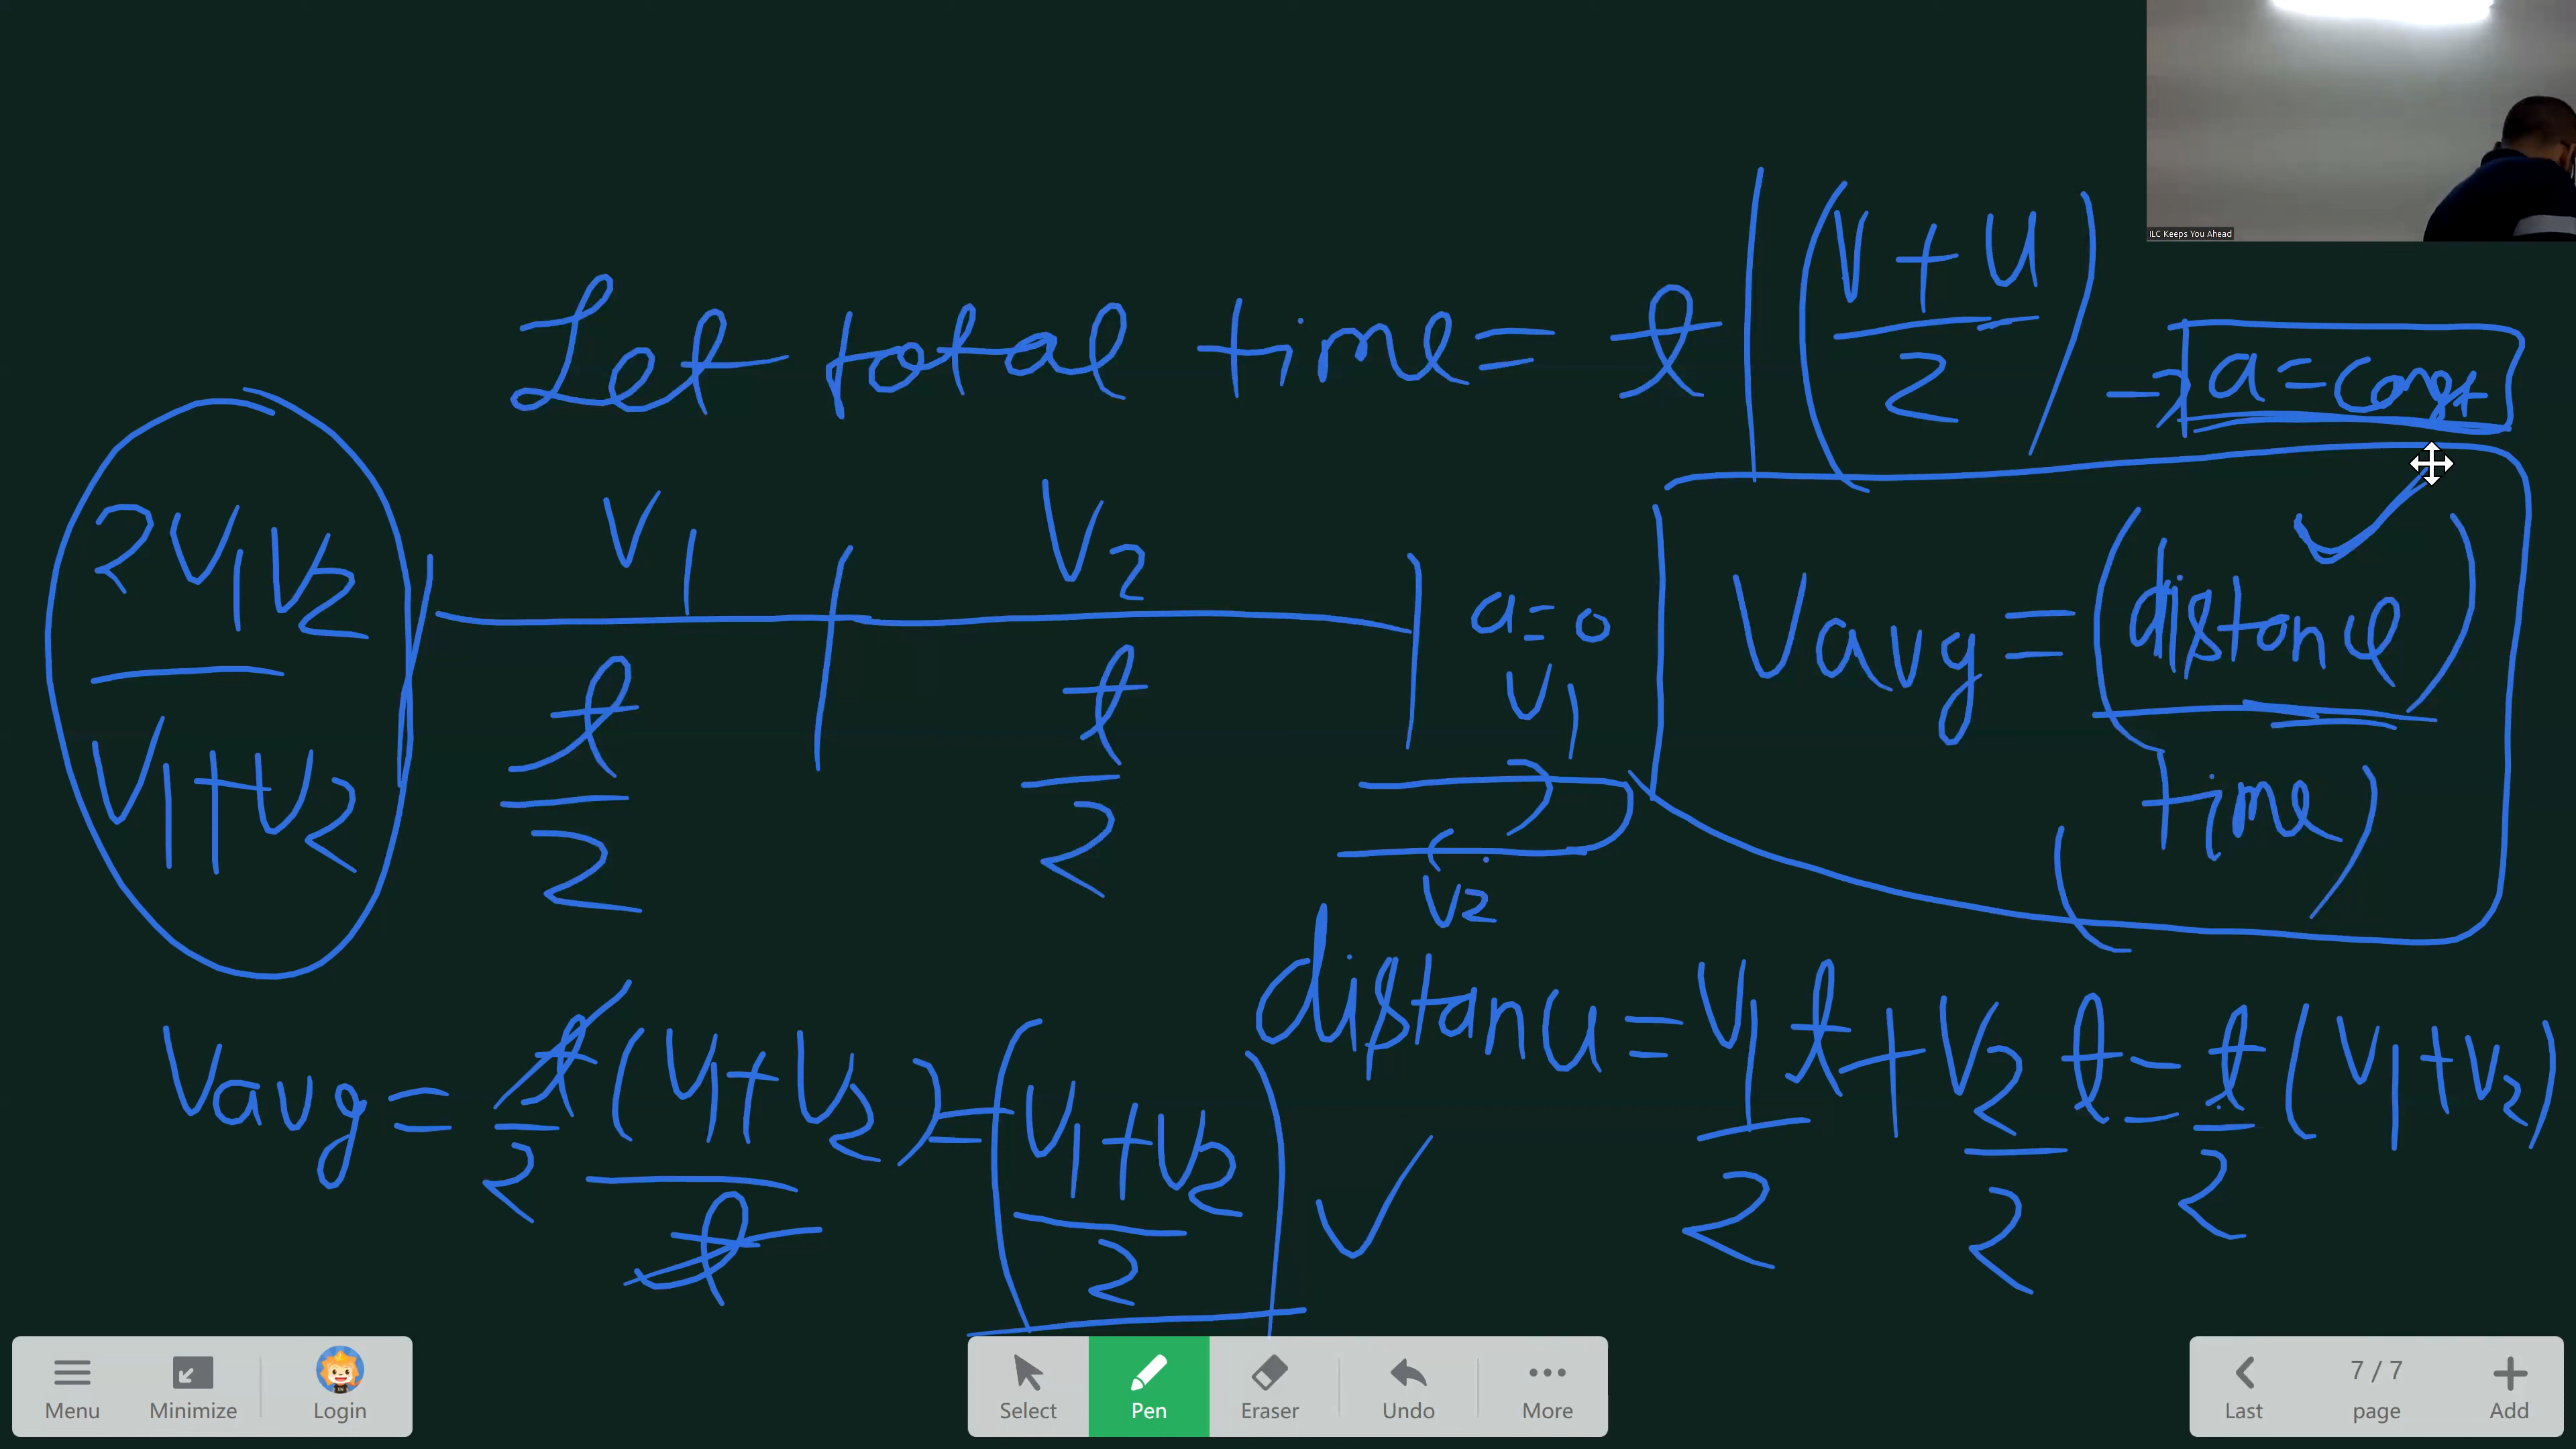 ILC Keeps You Ahead
Let total time = t
(V + u)/2 → a = const
2V1V2/V1+V2
V1 V2
t/2 t/2
a = 0
V1
V2
Vavg = (distance)/(time)
distance = V1/2 t + V2/2 t = t/2 (V1 + V2)
Vavg = t/2 (V1 + V2)/t = V1 + V2/2
Menu Minimize Login
Select Pen Eraser Undo More
Last 7 / 7 page Add